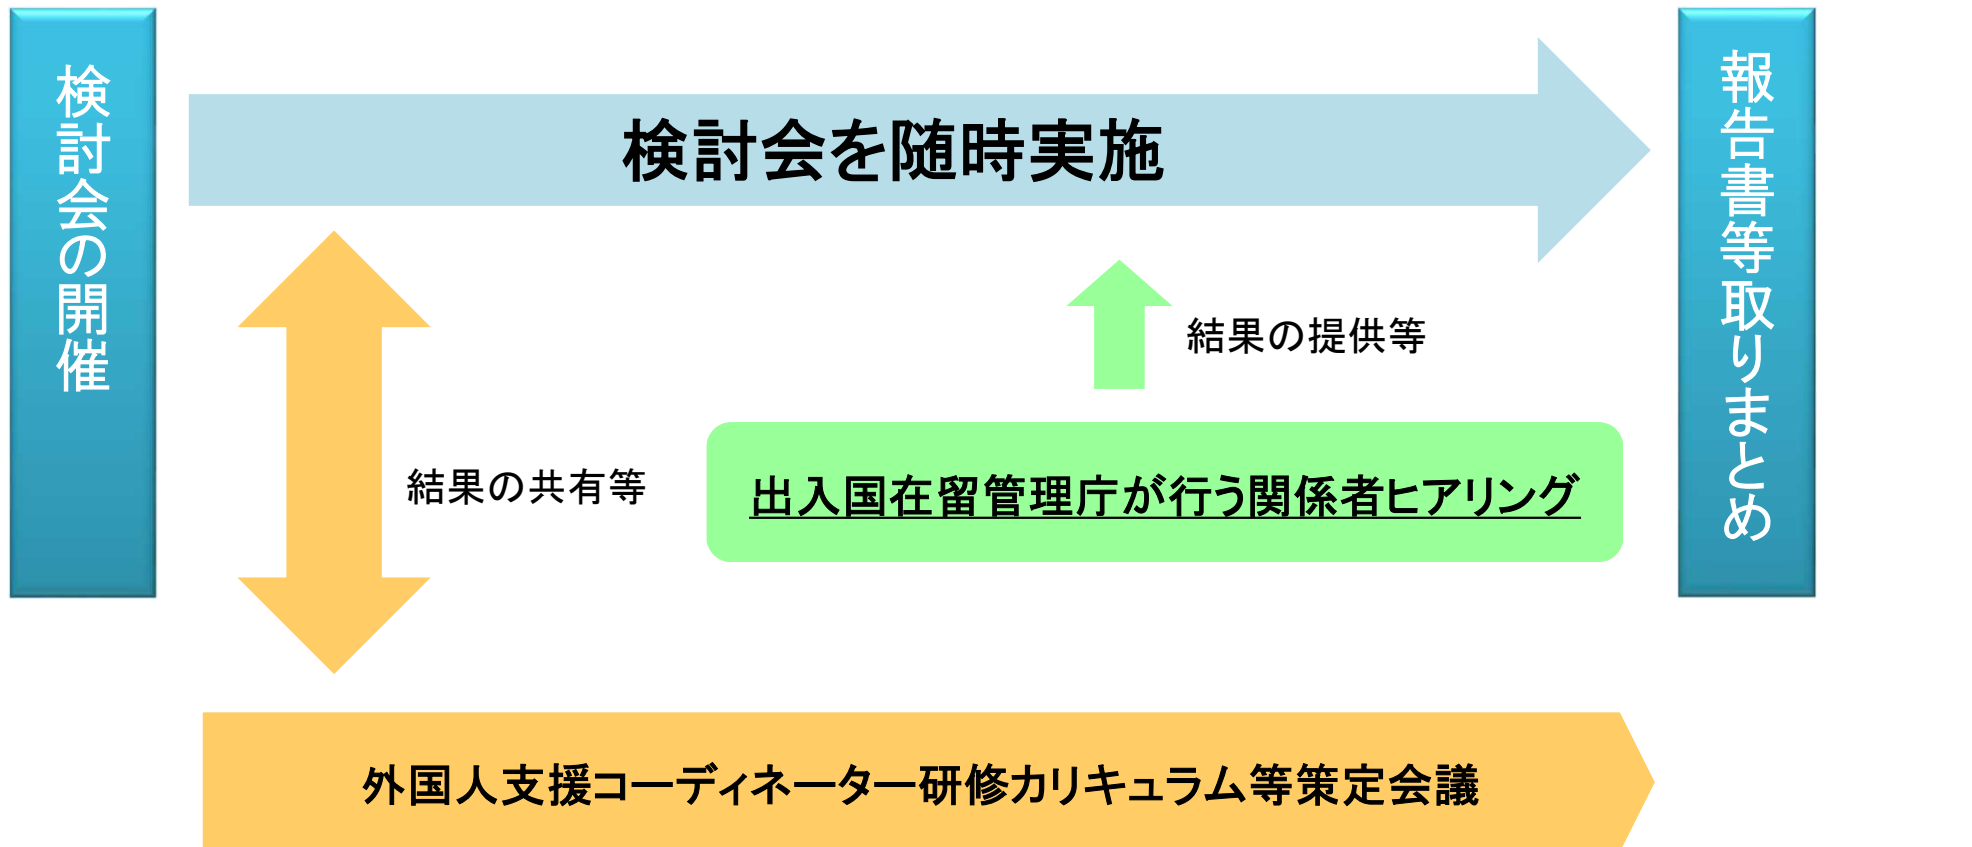 検討会の開催
検討会を随時実施
報告書等取りまとめ
結果の提供等
結果の共有等
出入国在留管理庁が行う関係者ヒアリング
外国人支援コーディネーター研修カリキュラム等策定会議